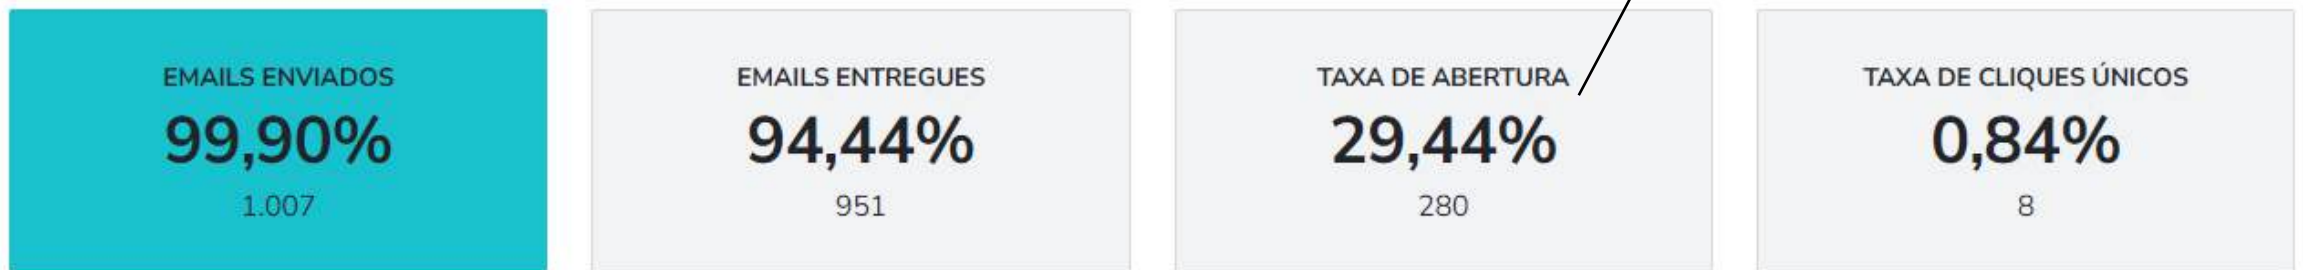 EMAILS ENVIADOS
99,90%
1.007
EMAILS ENTREGUES
94,44%
951
TAXA DE ABERTURA
29,44%
280
TAXA DE CLIQUES ÚNICOS
0,84%
8